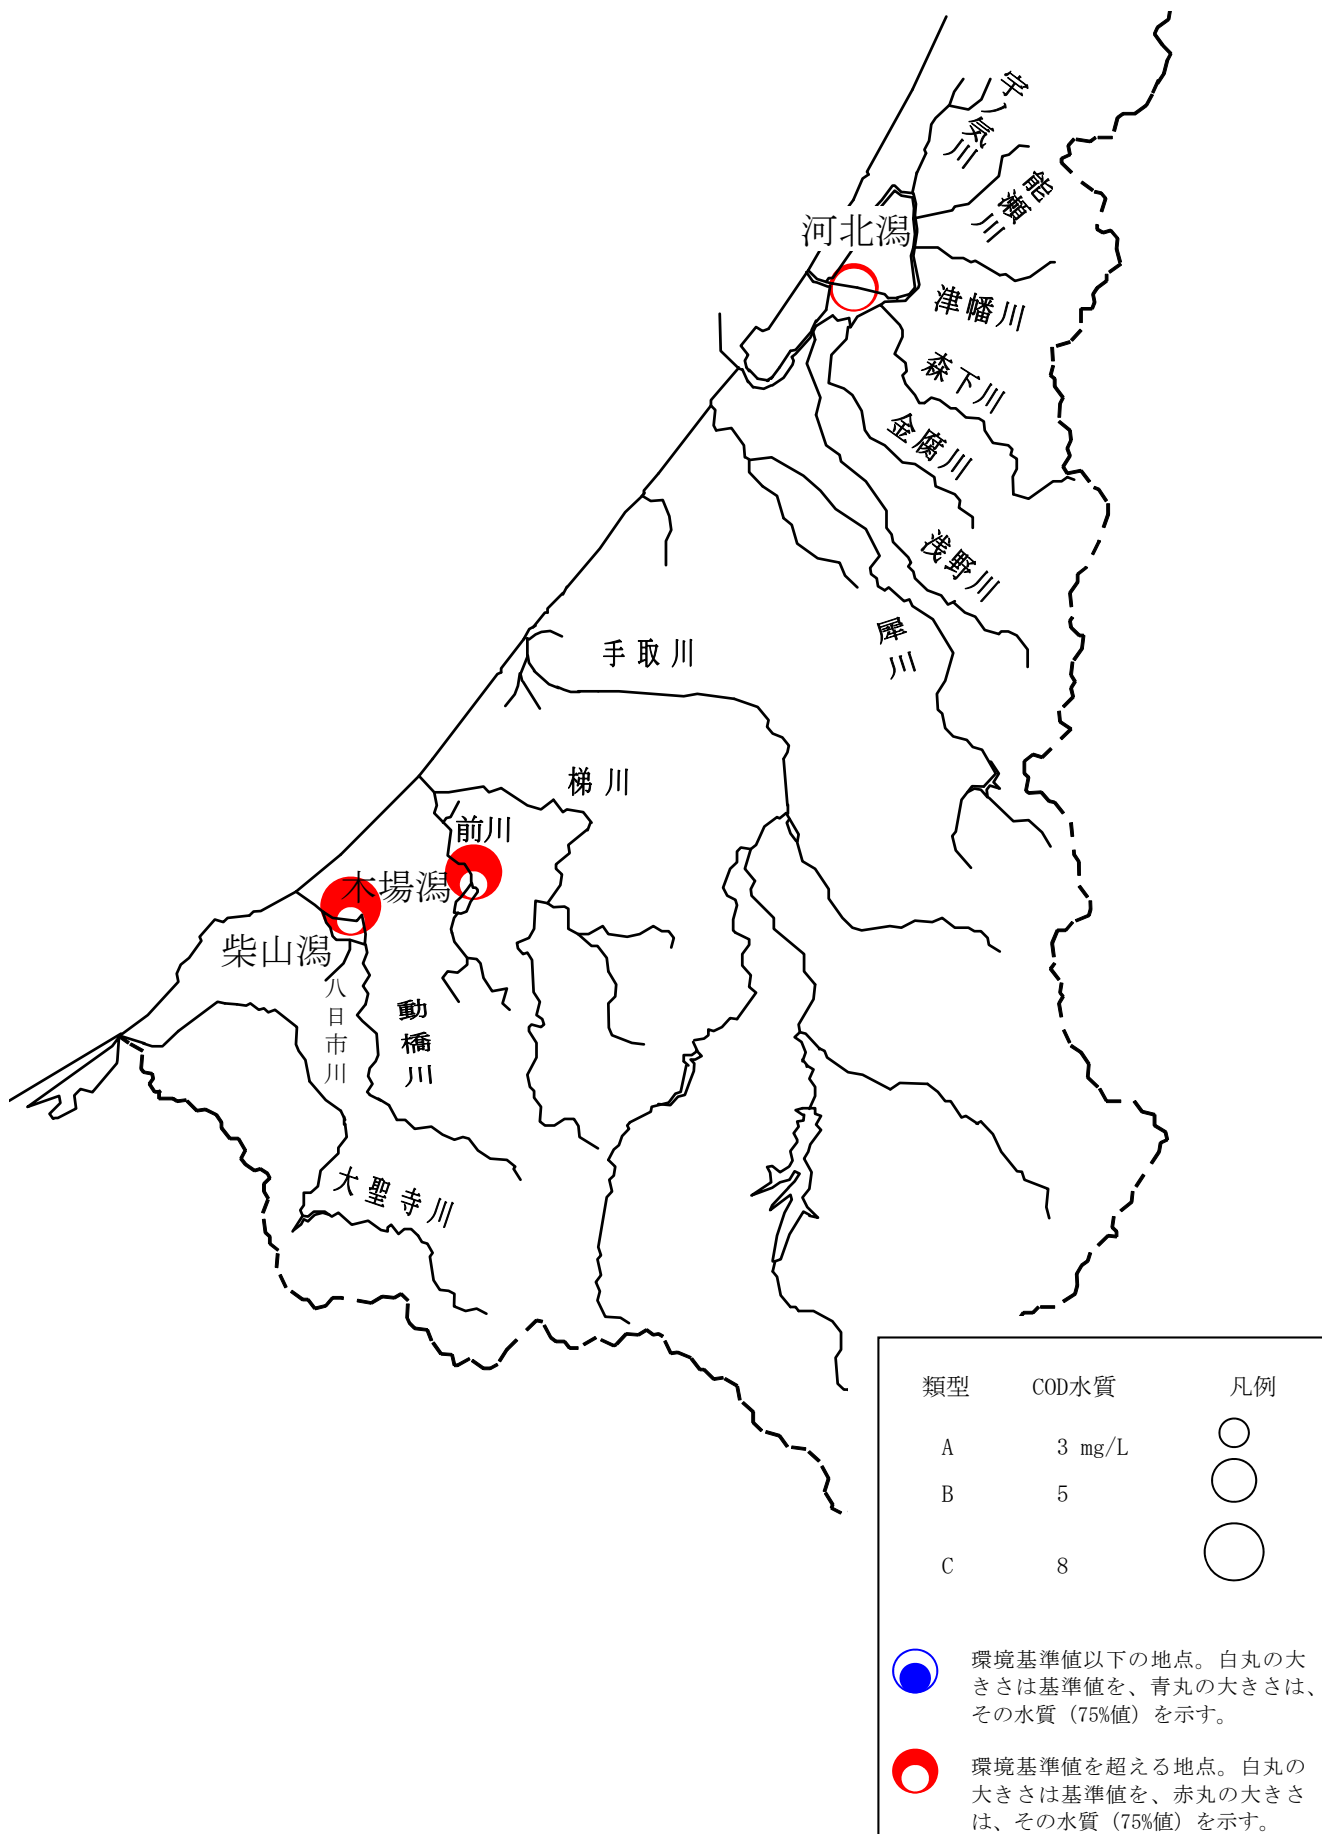 宇ノ気川
能瀬川
河北潟
津幡川
森下川
金腐川
浅野川
犀川
手取川
梯川
前川
木場潟
柴山潟
八日市川
動橋川
大聖寺川
類型 COD水質 凡例
A 3 mg/L
B 5
C 8
環境基準値以下の地点。白丸の大
きさは基準値を、青丸の大きさは、
その水質（75%値）を示す。
環境基準値を超える地点。白丸の
大きさは基準値を、赤丸の大きさ
は、その水質（75%値）を示す。